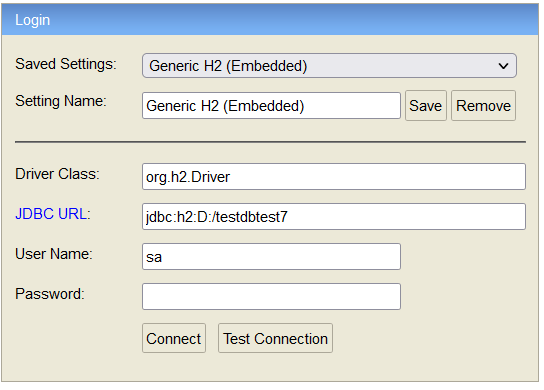 Login
Saved Settings: Generic H2 (Embedded)
Setting Name: Generic H2 (Embedded) Save Remove
Driver Class: org.h2.Driver
JDBC URL: jdbc:h2:D:/testdbtest7
User Name: sa
Password:
Connect Test Connection